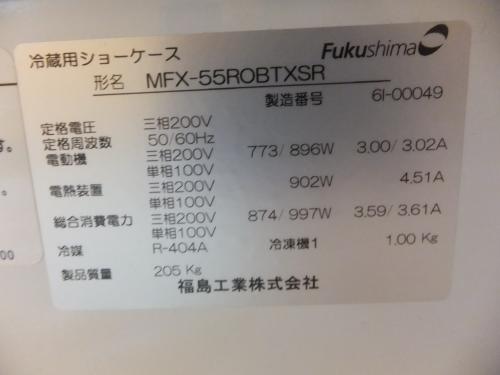 冷蔵用ショーケース Fukushima
形名 MFX-55ROBTXSR
製造番号 6I-00049
定格電圧 三相200V
定格周波数 50/60Hz
電動機 三相200V 773/896W 3.00/3.02A
単相100V
電熱装置 三相200V 902W 4.51A
単相100V
総合消費電力 三相200V 874/997W 3.59/3.61A
単相100V
冷媒 R-404A 冷凍機1 1.00 Kg
製品質量 205 Kg
福島工業株式会社
す。
00